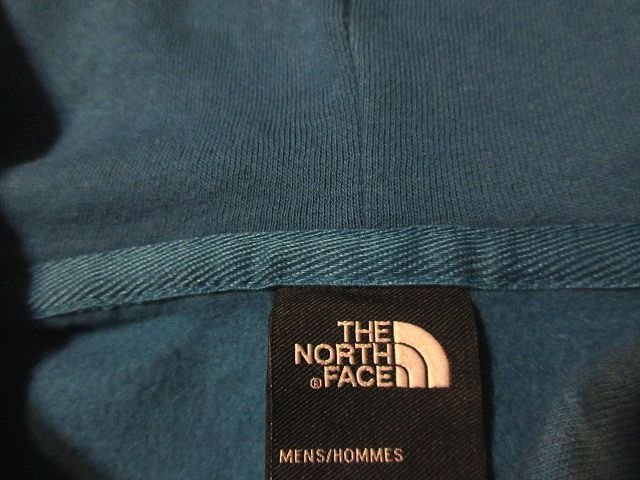 THE
NORTH
® FACE
MENS/HOMMES